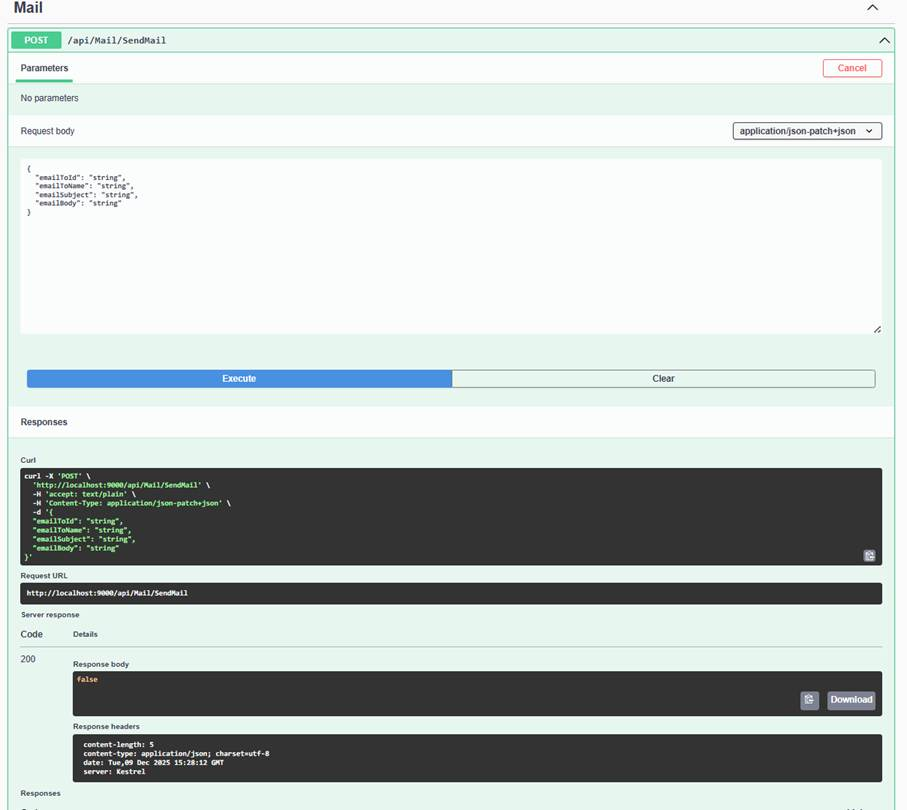 Mail
POST /api/Mail/SendMail
Parameters
Cancel
No parameters
Request body
application/json-patch+json
{
"emailToId": "string",
"emailToName": "string",
"emailSubject": "string",
"emailBody": "string"
}
Execute
Clear
Responses
Curl
curl -X 'POST' \
'http://localhost:9000/api/Mail/SendMail' \
-H 'accept: text/plain' \
-H 'Content-Type: application/json-patch+json' \
-d '{
"emailToId": "string",
"emailToName": "string",
"emailSubject": "string",
"emailBody": "string"
}'
Request URL
http://localhost:9000/api/Mail/SendMail
Server response
Code Details
200
Response body
false
Download
Response headers
content-length: 5
content-type: application/json; charset=utf-8
date: Tue,09 Dec 2025 15:28:12 GMT
server: Kestrel
Responses